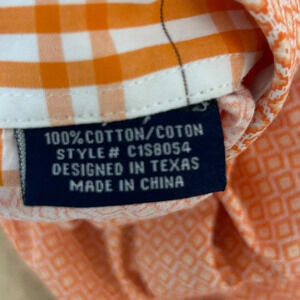 100% COTTON/COTON
STYLE# C1S8054
DESIGNED IN TEXAS
MADE IN CHINA